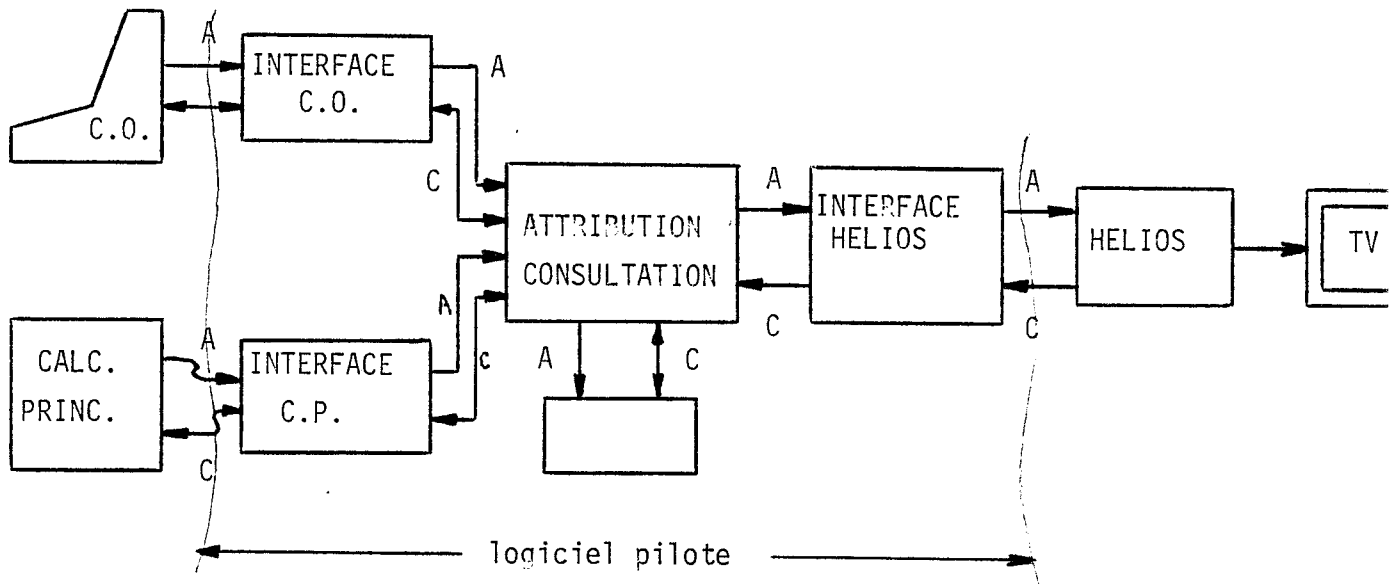 A
INTERFACE
C.O.
C.O.
A
C
ATTRIBUTION
CONSULTATION
A
C
INTERFACE
HELIOS
A
C
HELIOS
TV
CALC.
PRINC.
A
C
INTERFACE
C.P.
A
c
A
C
logiciel pilote